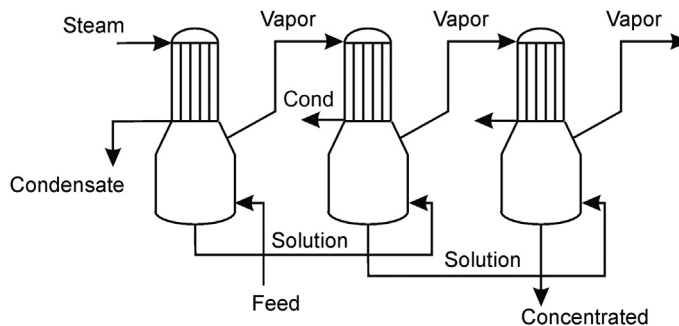 Steam
Vapor
Vapor
Vapor
Cond
Condensate
Solution
Solution
Feed
Concentrated